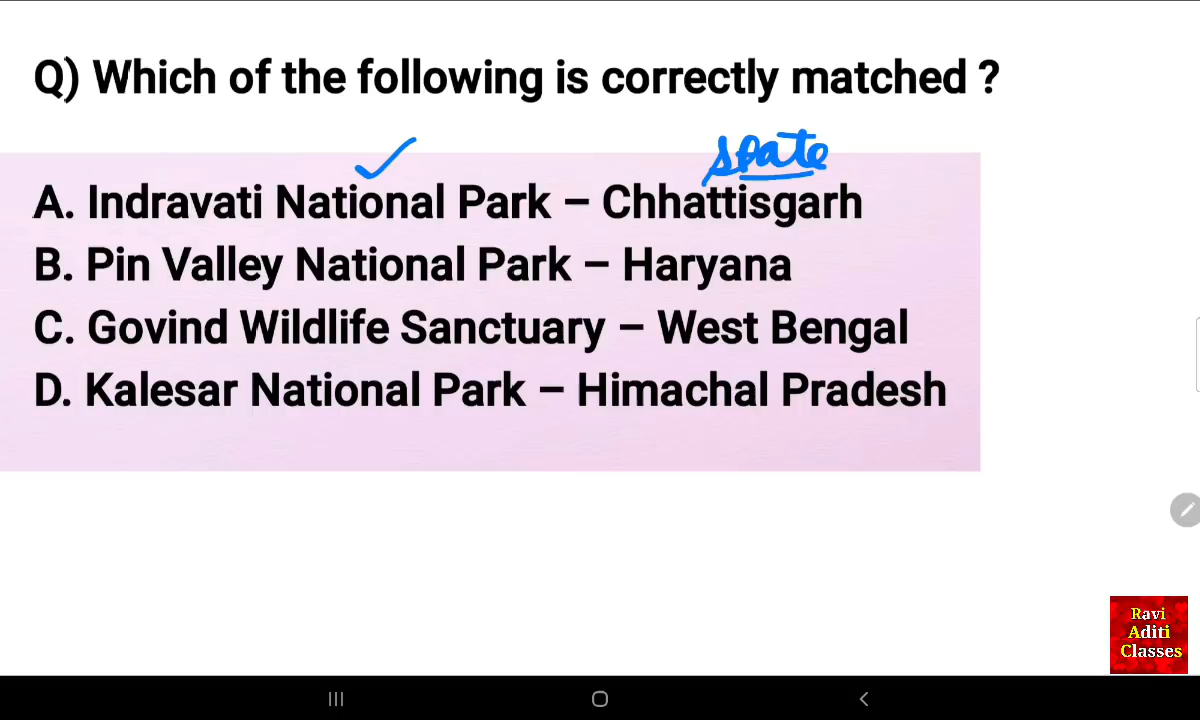 Q) Which of the following is correctly matched ?
state
A. Indravati National Park – Chhattisgarh
B. Pin Valley National Park – Haryana
C. Govind Wildlife Sanctuary – West Bengal
D. Kalesar National Park – Himachal Pradesh
Ravi
Aditi
Classes